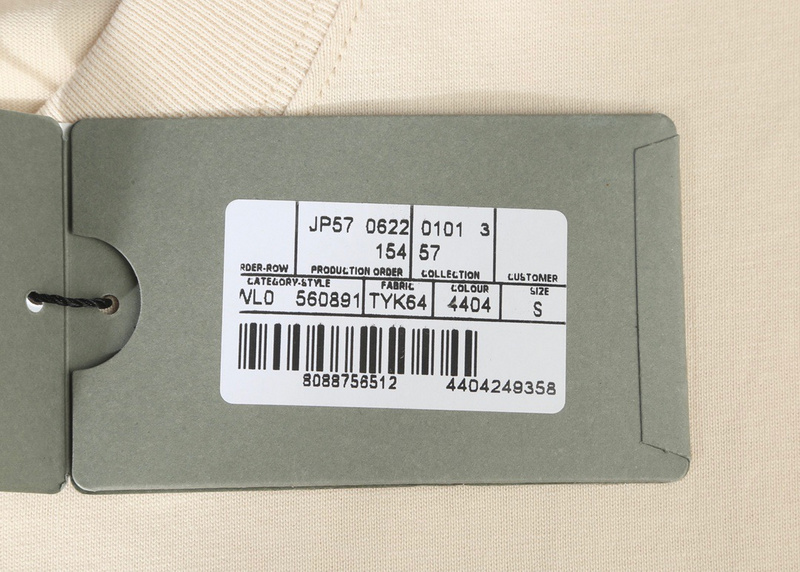 JP57 0622 0101 3
154 57
RDER-ROW PRODUCTION ORDER COLLECTION CUSTOMER
CATEGORY-STYLE FABRIC COLOUR SIZE
VL0 560891 TYK64 4404 S
8088756512 4404249358